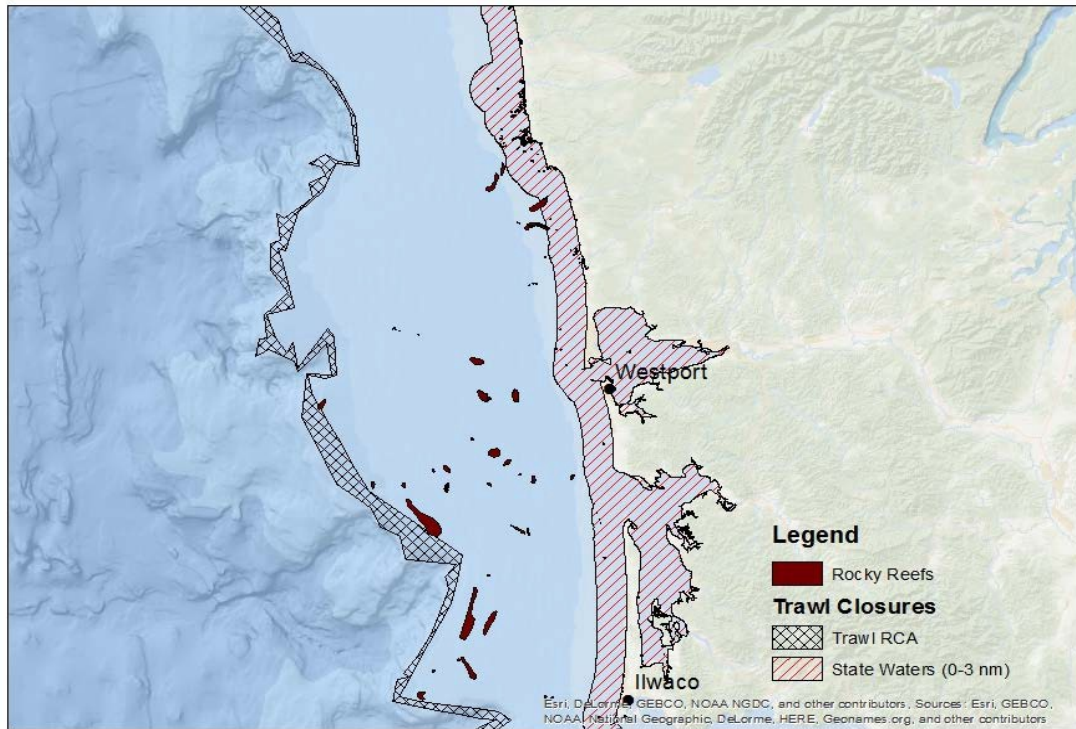 Westport
Legend
Rocky Reefs
Trawl Closures
Trawl RCA
State Waters (0-3 nm)
Ilwaco
Esri, DeLorme, GEBCO, NOAA NGDC, and other contributors, Sources: Esri, GEBCO,
NOAA, National Geographic, DeLorme, HERE, Geonames.org, and other contributors